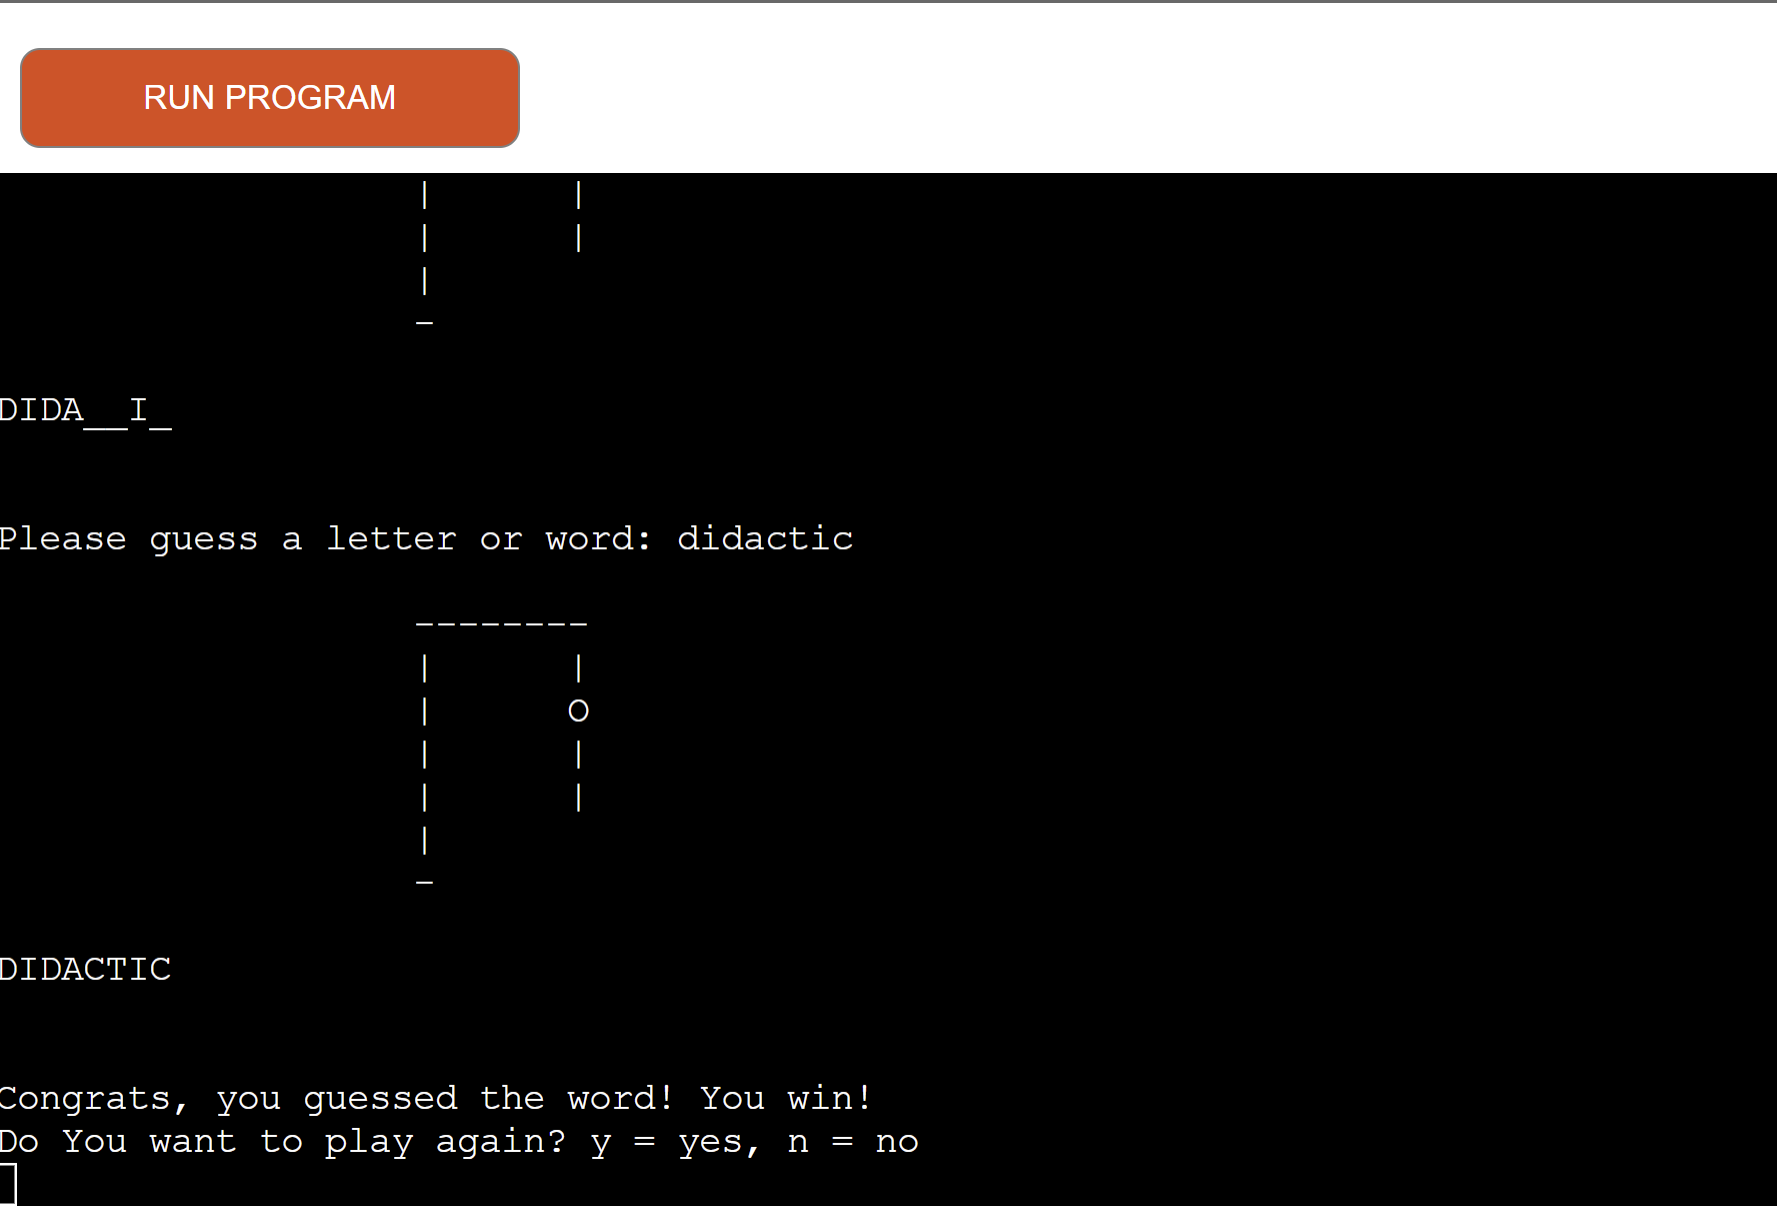 RUN PROGRAM
|       |
|       |
|
-
DIDA__I_
Please guess a letter or word: didactic
--------
|       |
|       O
|       |
|       |
|
-
DIDACTIC
Congrats, you guessed the word! You win!
Do You want to play again? y = yes, n = no